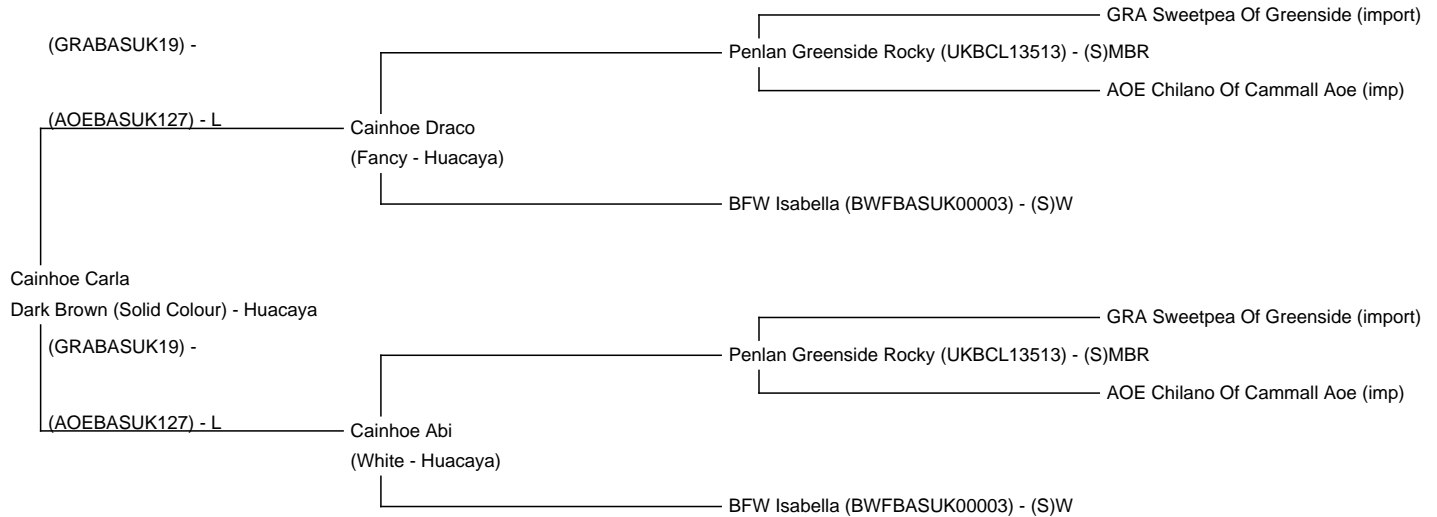 GRA Sweetpea Of Greenside (import)
(GRABASUK19) -
Penlan Greenside Rocky (UKBCL13513) - (S)MBR
AOE Chilano Of Cammall Aoe (imp)
(AOEBASUK127) - L
Cainhoe Draco
(Fancy - Huacaya)
BFW Isabella (BWFBASUK00003) - (S)W
Cainhoe Carla
Dark Brown (Solid Colour) - Huacaya
GRA Sweetpea Of Greenside (import)
(GRABASUK19) -
Penlan Greenside Rocky (UKBCL13513) - (S)MBR
AOE Chilano Of Cammall Aoe (imp)
(AOEBASUK127) - L
Cainhoe Abi
(White - Huacaya)
BFW Isabella (BWFBASUK00003) - (S)W